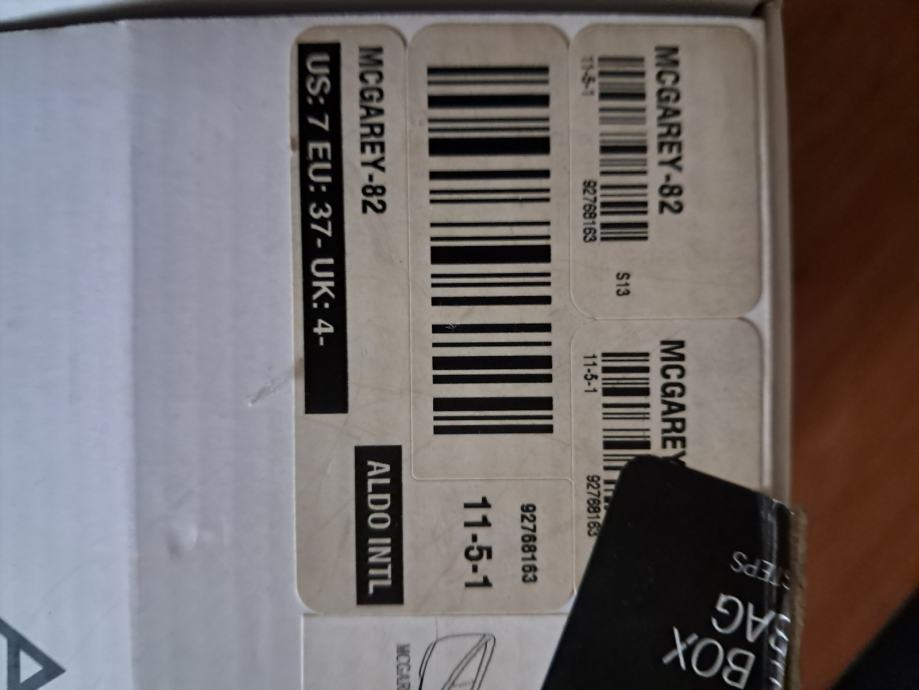 MCGAREY-82
11-5-1
92768163
S13
MCGAREY
11-5-1
92768163
MCGAREY-82
US: 7 EU: 37- UK: 4-
ALDO INTL
92768163
11-5-1
BOX